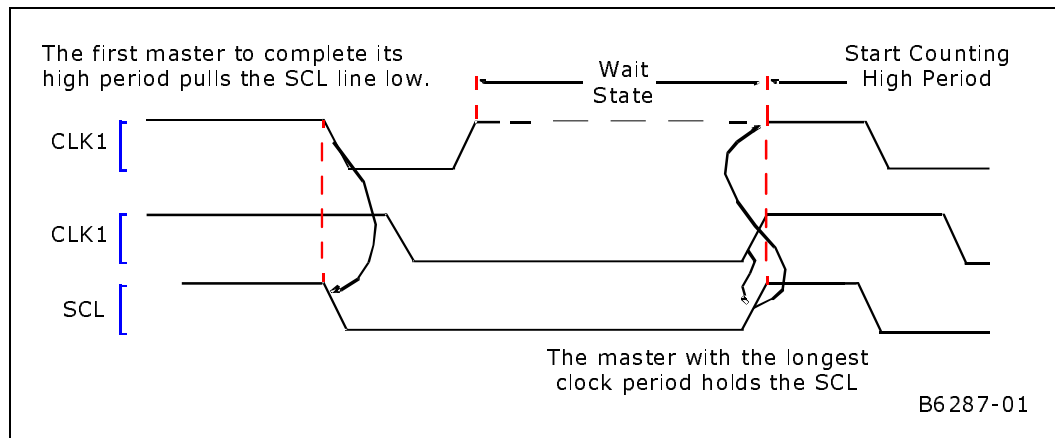 The first master to complete its
high period pulls the SCL line low.
Wait
State
Start Counting
High Period
CLK1
CLK1
SCL
The master with the longest
clock period holds the SCL
B6287-01